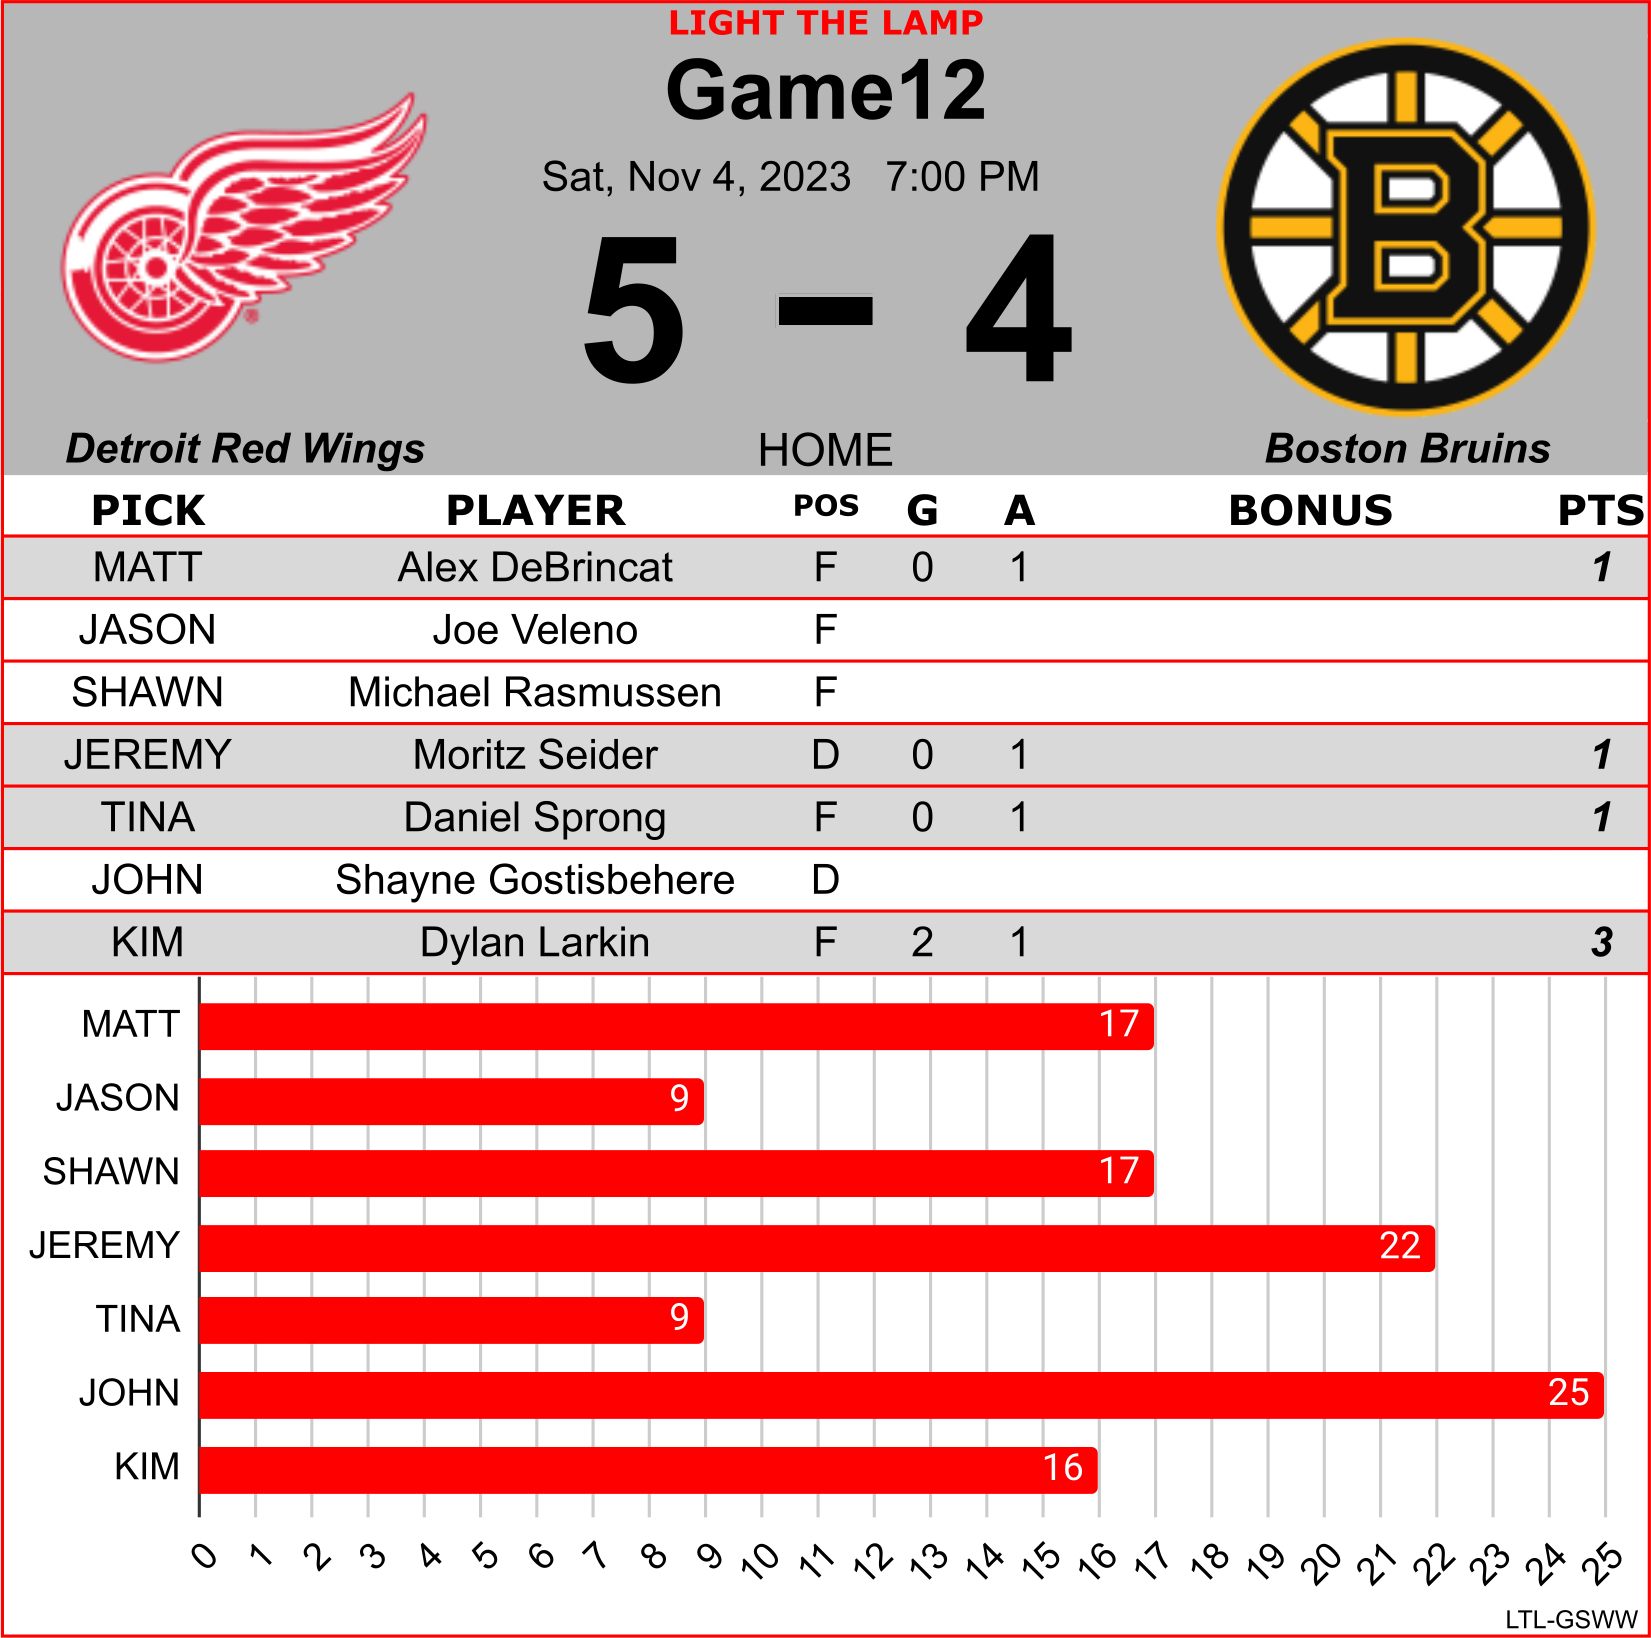 LIGHT THE LAMP
Game12
Sat, Nov 4, 2023 7:00 PM
5 - 4
B
®
Detroit Red Wings HOME Boston Bruins
PICK PLAYER POS G A BONUS PTS
MATT Alex DeBrincat F 0 1 1
JASON Joe Veleno F
SHAWN Michael Rasmussen F
JEREMY Moritz Seider D 0 1 1
TINA Daniel Sprong F 0 1 1
JOHN Shayne Gostisbehere D
KIM Dylan Larkin F 2 1 3
MATT 17
JASON 9
SHAWN 17
JEREMY 22
TINA 9
JOHN 25
KIM 16
0 1 2 3 4 5 6 7 8 9 10 11 12 13 14 15 16 17 18 19 20 21 22 23 24 25
LTL-GSWW